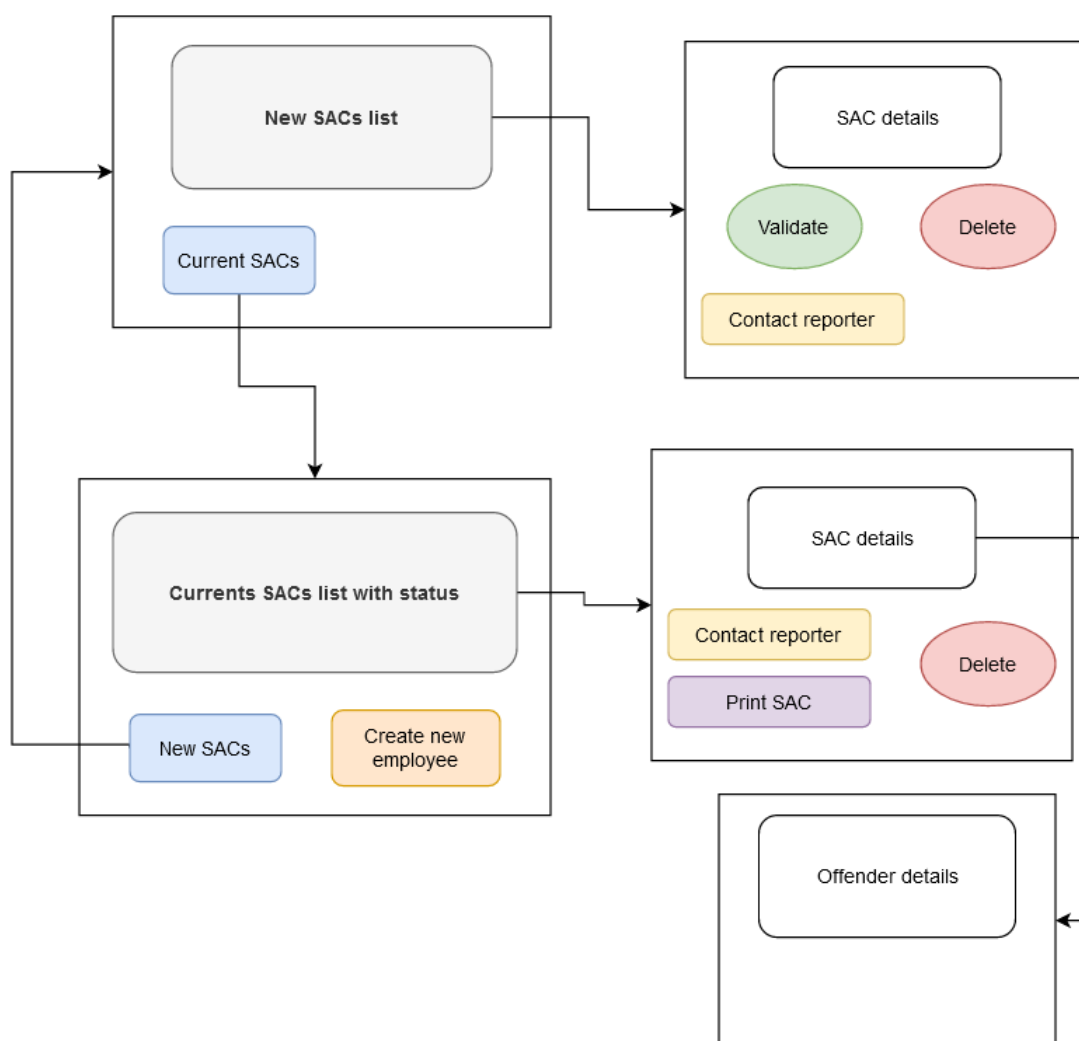 New SACs list
SAC details
Validate
Delete
Current SACs
Contact reporter
Currents SACs list with status
SAC details
Contact reporter
Delete
Print SAC
New SACs
Create new
employee
Offender details